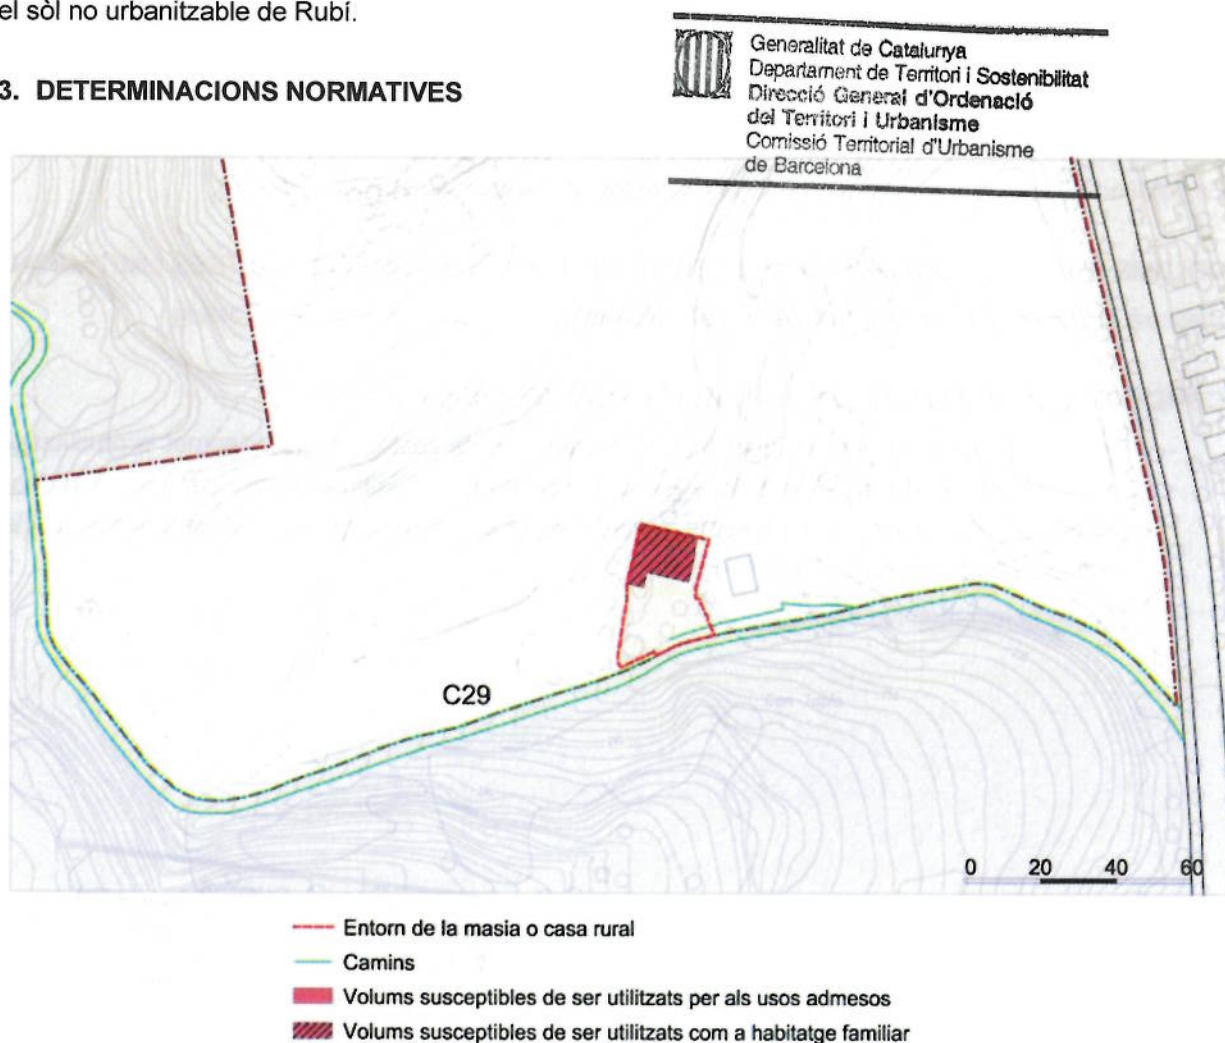 el sòl no urbanitzable de Rubí.
Generalitat de Catalunya
Departament de Territori i Sostenibilitat
Direcció General d'Ordenació
del Territori i Urbanisme
Comissió Territorial d'Urbanisme
de Barcelona
3. DETERMINACIONS NORMATIVES
C29
0 20 40 60
Entorn de la masia o casa rural
Camins
Volums susceptibles de ser utilitzats per als usos admesos
Volums susceptibles de ser utilitzats com a habitatge familiar